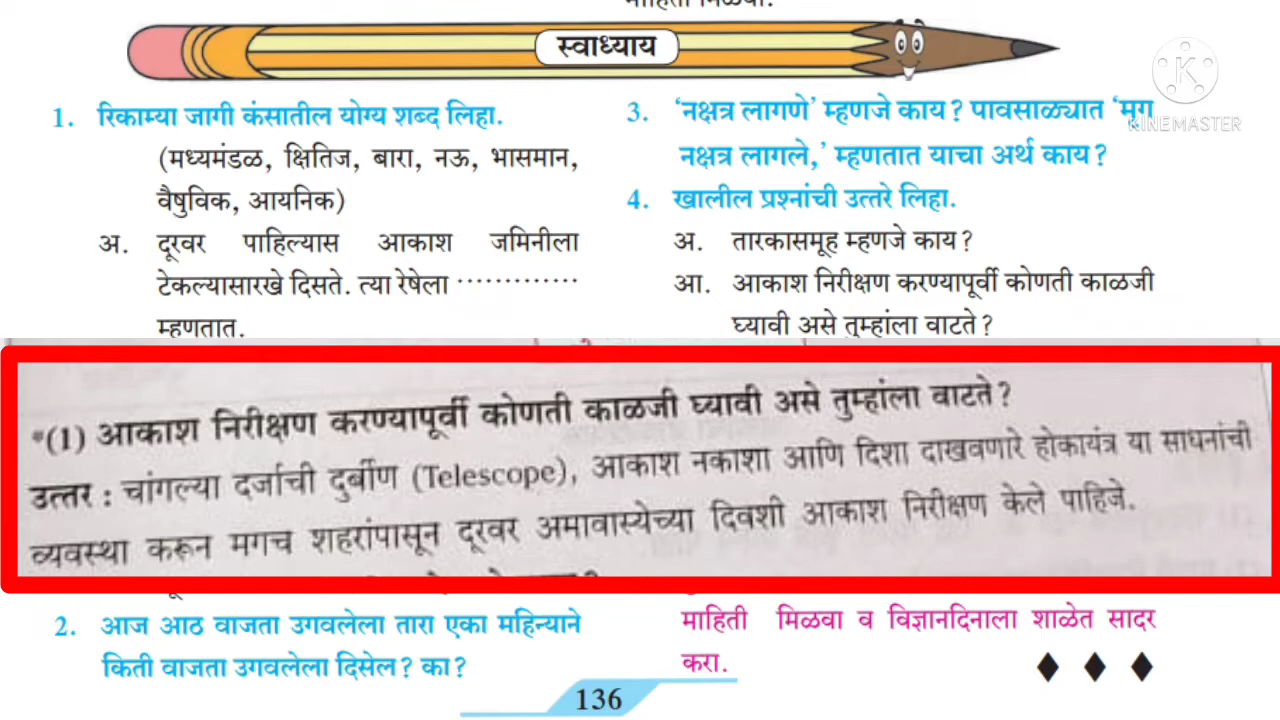 माहिती मिळवा.
स्वाध्याय
KINEMASTER
1. रिकाम्या जागी कंसातील योग्य शब्द लिहा.
(मध्यमंडळ, क्षितिज, बारा, नऊ, भासमान,
वैषुविक, आयनिक)
अ. दूरवर पाहिल्यास आकाश जमिनीला
टेकल्यासारखे दिसते. त्या रेषेला ..............
म्हणतात.
3. ‘नक्षत्र लागणे’ म्हणजे काय? पावसाळ्यात ‘मृग
नक्षत्र लागले,’ म्हणतात याचा अर्थ काय?
4. खालील प्रश्नांची उत्तरे लिहा.
अ. तारकासमूह म्हणजे काय?
आ. आकाश निरीक्षण करण्यापूर्वी कोणती काळजी
घ्यावी असे तुम्हांला वाटते?
*(1) आकाश निरीक्षण करण्यापूर्वी कोणती काळजी घ्यावी असे तुम्हांला वाटते?
उत्तर : चांगल्या दर्जाची दुर्बीण (Telescope), आकाश नकाशा आणि दिशा दाखवणारे होकायंत्र या साधनांची
व्यवस्था करून मगच शहरांपासून दूरवर अमावास्येच्या दिवशी आकाश निरीक्षण केले पाहिजे.
2. आज आठ वाजता उगवलेला तारा एका महिन्याने
किती वाजता उगवलेला दिसेल? का?
माहिती मिळवा व विज्ञानदिनाला शाळेत सादर
करा.
136